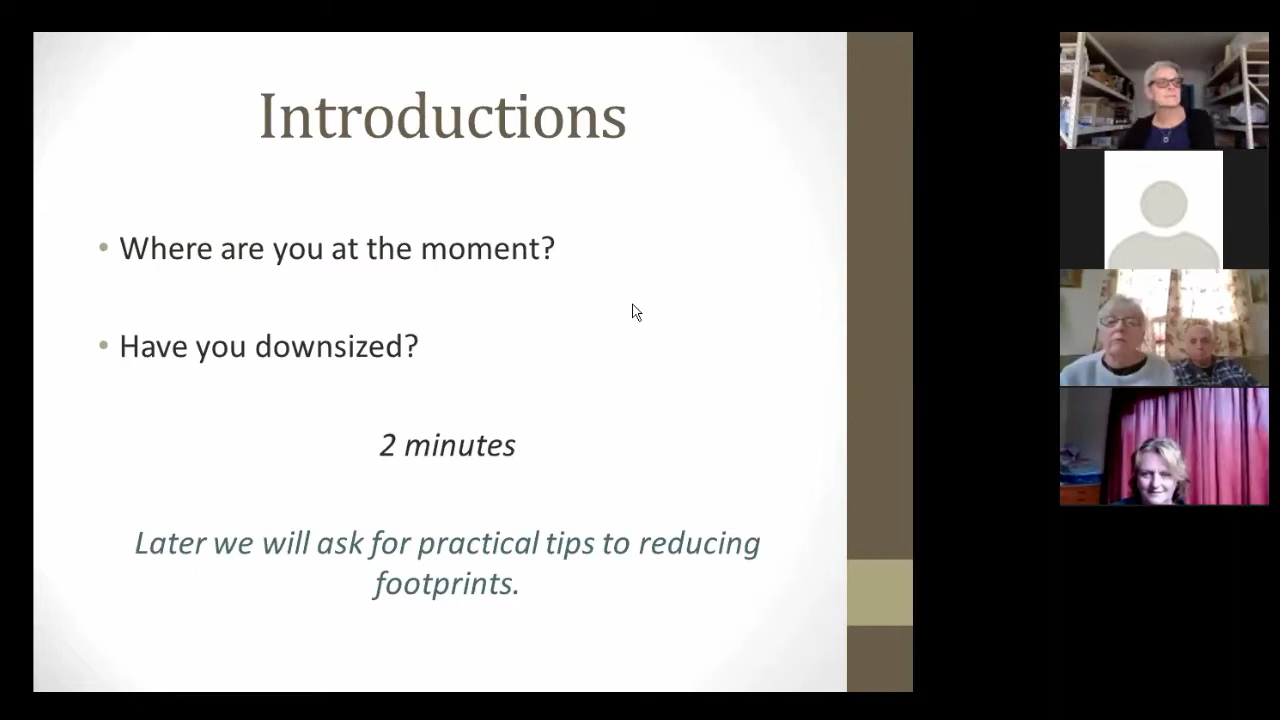 Introductions
• Where are you at the moment?
• Have you downsized?
2 minutes
Later we will ask for practical tips to reducing
footprints.